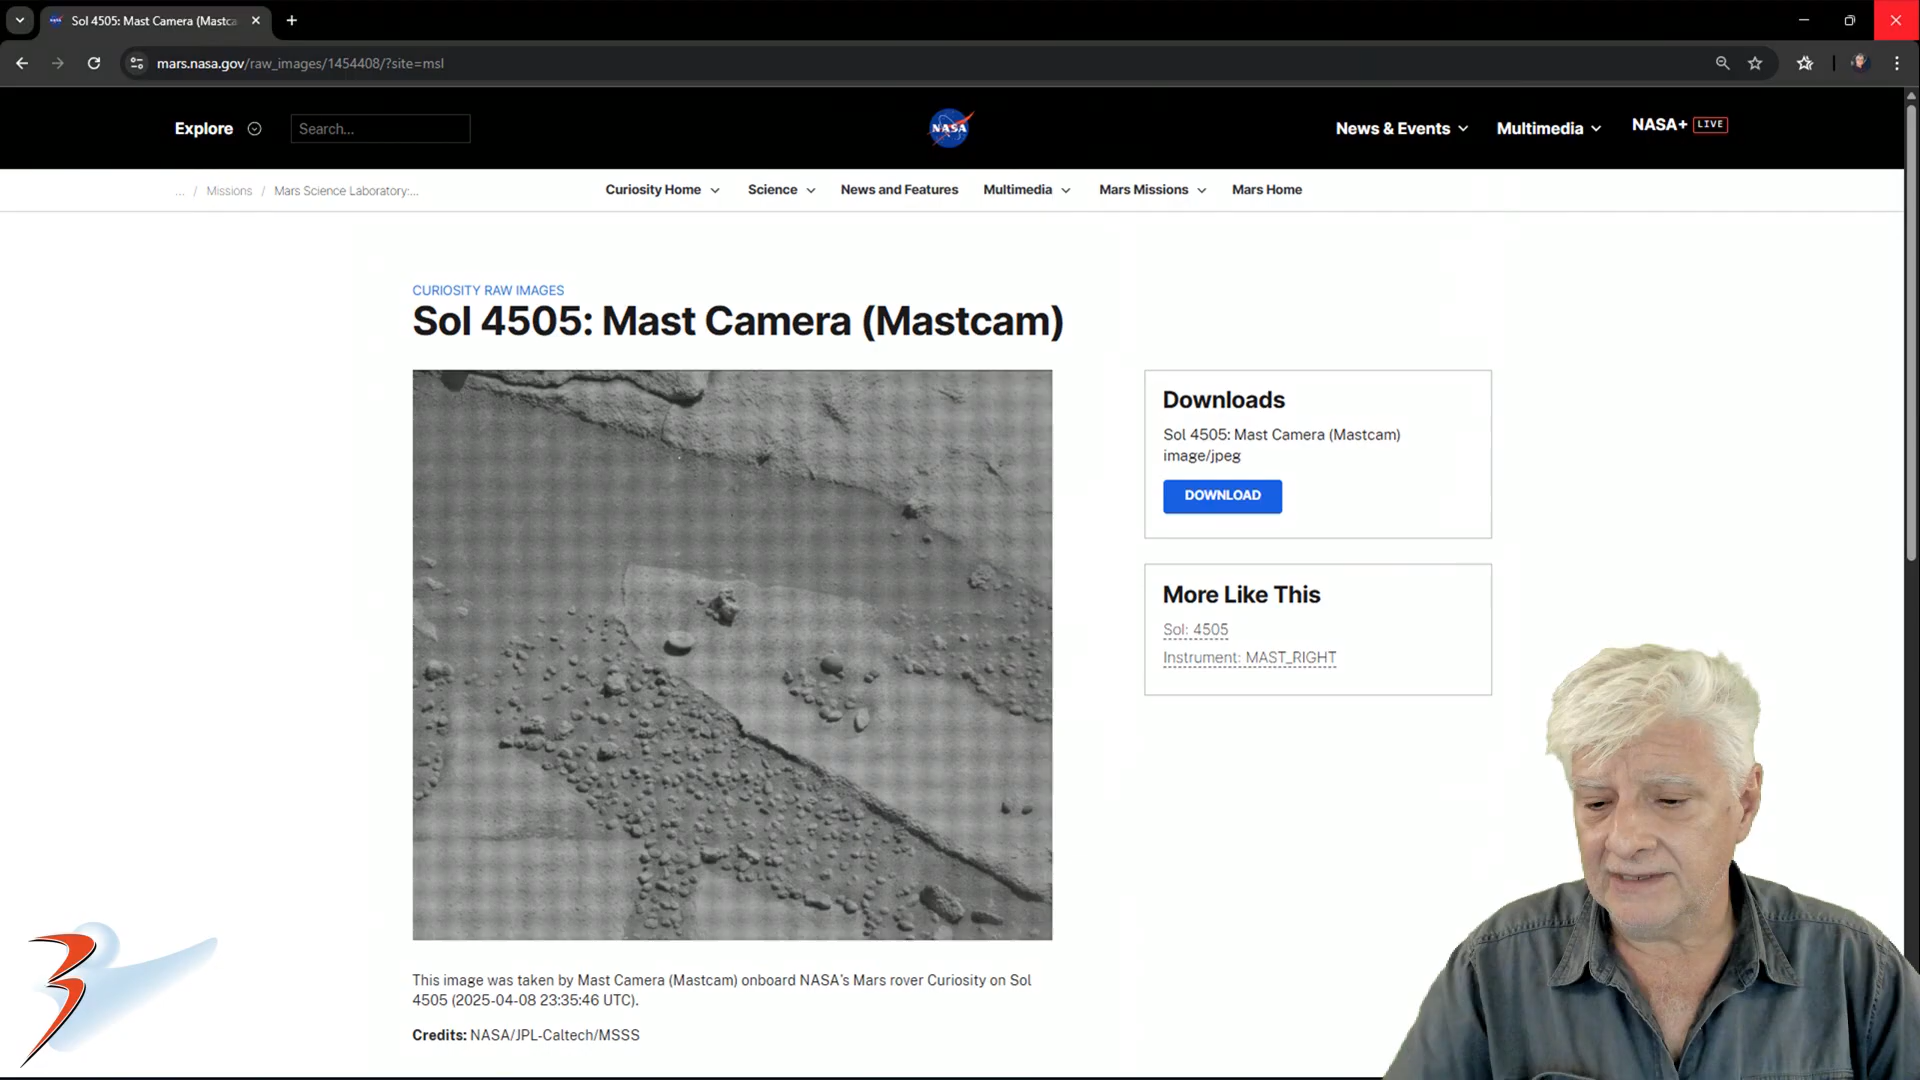 Sol 4505: Mast Camera (Mastca
mars.nasa.gov/raw_images/1454408/?site=msl
Explore
Search...
NASA
News & Events
Multimedia
NASA+ LIVE
... / Missions / Mars Science Laboratory:...
Curiosity Home
Science
News and Features
Multimedia
Mars Missions
Mars Home
CURIOSITY RAW IMAGES
Sol 4505: Mast Camera (Mastcam)
Downloads
Sol 4505: Mast Camera (Mastcam)
image/jpeg
DOWNLOAD
More Like This
Sol: 4505
Instrument: MAST_RIGHT
This image was taken by Mast Camera (Mastcam) onboard NASA's Mars rover Curiosity on Sol
4505 (2025-04-08 23:35:46 UTC).
Credits: NASA/JPL-Caltech/MSSS